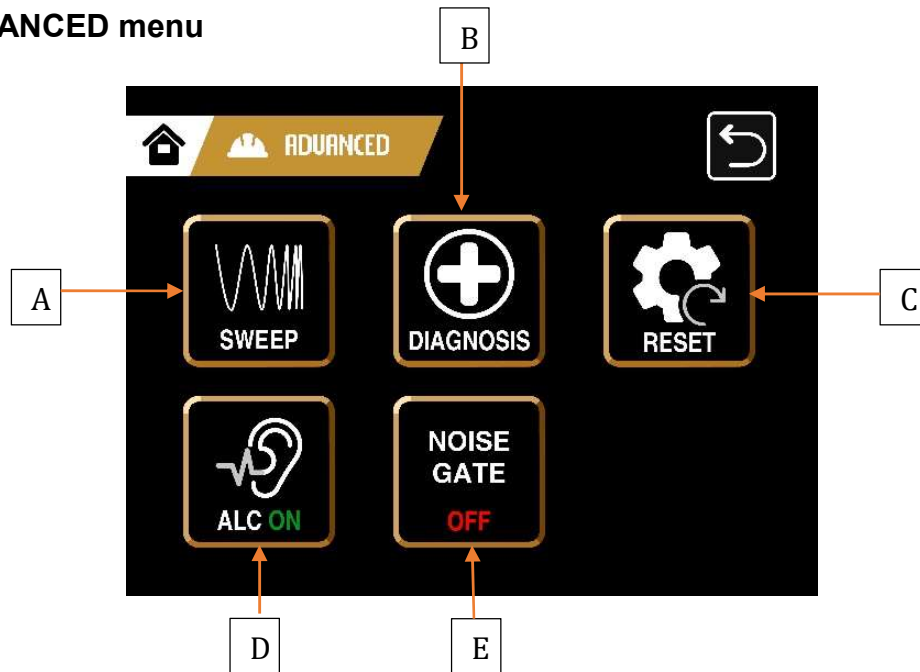 ANCED menu
B
ADVANCED
A
SWEEP
DIAGNOSIS
RESET
C
ALC ON
NOISE
GATE
OFF
D
E